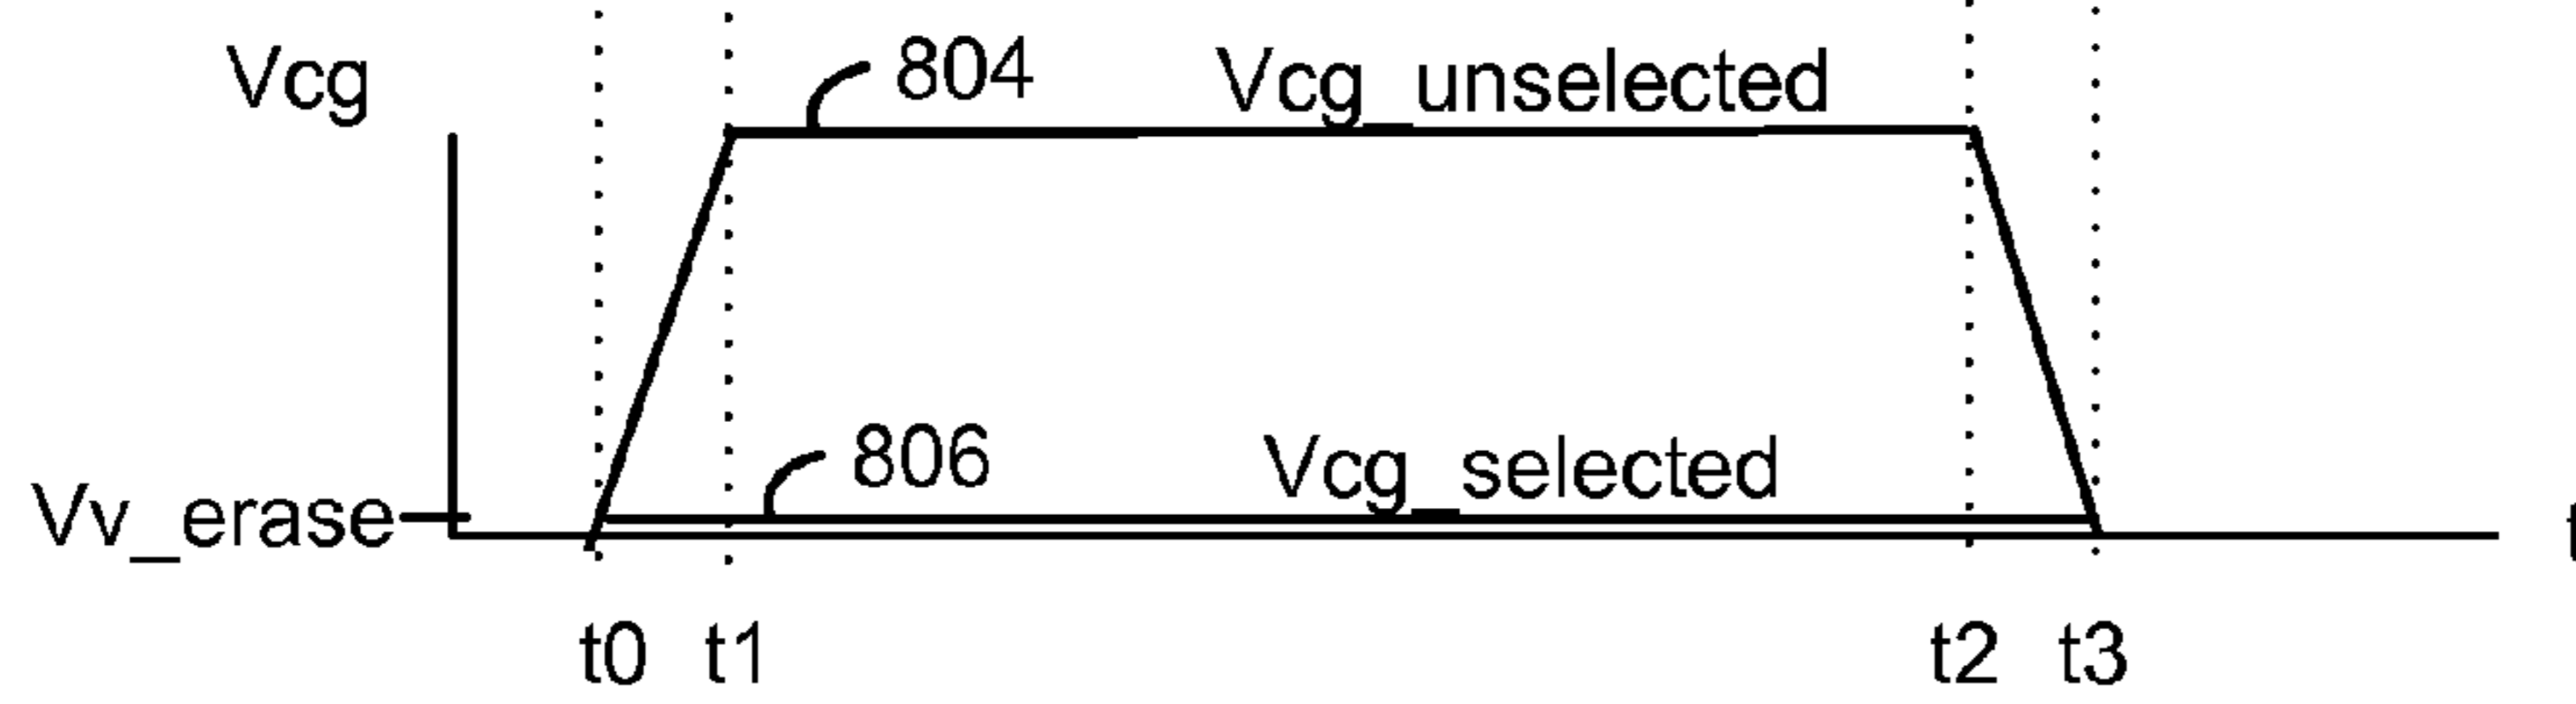 Vcg
804
Vcg_unselected
806
Vcg_selected
Vv_erase
t
t0 t1 t2 t3